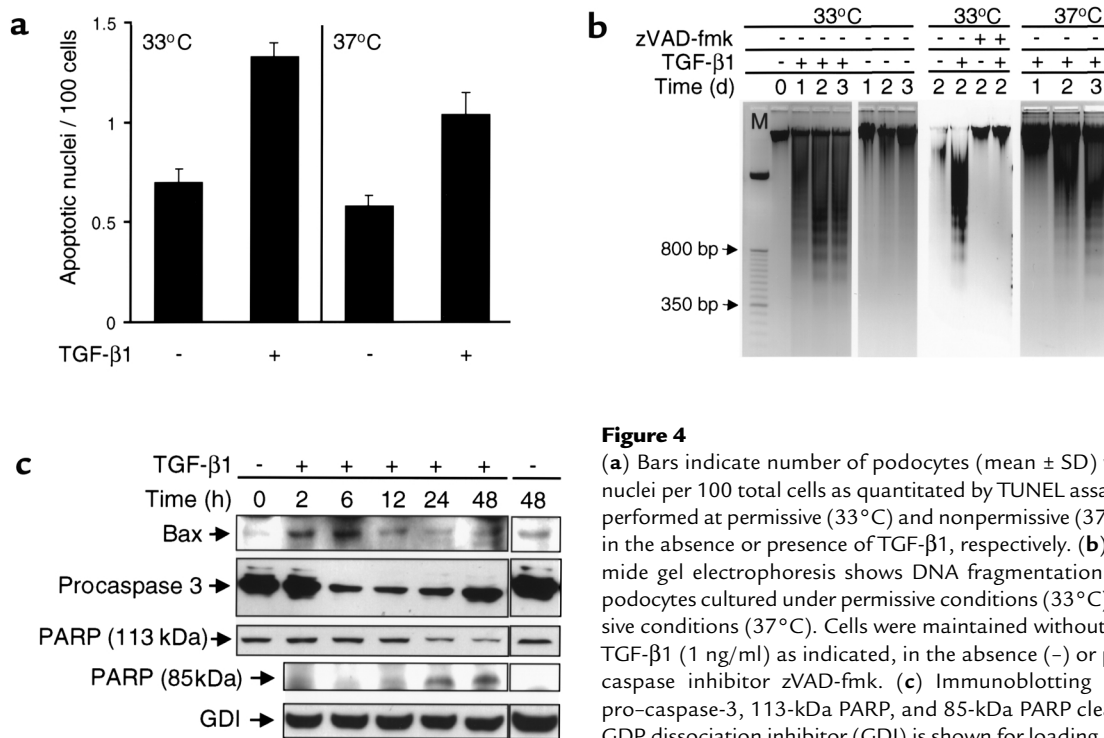 a
Apoptotic nuclei / 100 cells
1.5
1
0.5
0
33°C
37°C
TGF-β1 - + - +
b
33°C 33°C 37°C
zVAD-fmk - - - - - - - - - + + - - -
TGF-β1 - + + + - - - - + - + + + +
Time (d) 0 1 2 3 1 2 3 2 2 2 2 1 2 3
M
800 bp
350 bp
c
TGF-β1 - + + + + + -
Time (h) 0 2 6 12 24 48 48
Bax
Procaspase 3
PARP (113 kDa)
PARP (85kDa)
GDI
Figure 4
(a) Bars indicate number of podocytes (mean ± SD)
nuclei per 100 total cells as quantitated by TUNEL
performed at permissive (33°C) and nonpermissive
in the absence or presence of TGF-β1, respectively. (b)
mide gel electrophoresis shows DNA fragmentation
podocytes cultured under permissive conditions (33°C)
sive conditions (37°C). Cells were maintained without
TGF-β1 (1 ng/ml) as indicated, in the absence (–) or
caspase inhibitor zVAD-fmk. (c) Immunoblotting
pro–caspase-3, 113-kDa PARP, and 85-kDa PARP
GDP dissociation inhibitor (GDI) is shown for loading